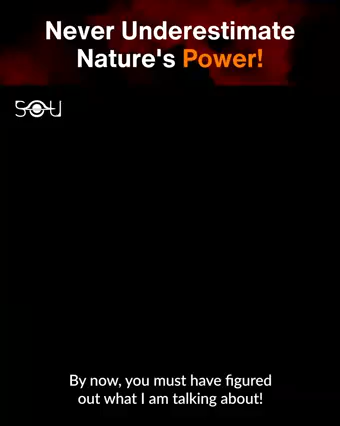 Never Underestimate
Nature's Power!
SOU
By now, you must have figured
out what I am talking about!